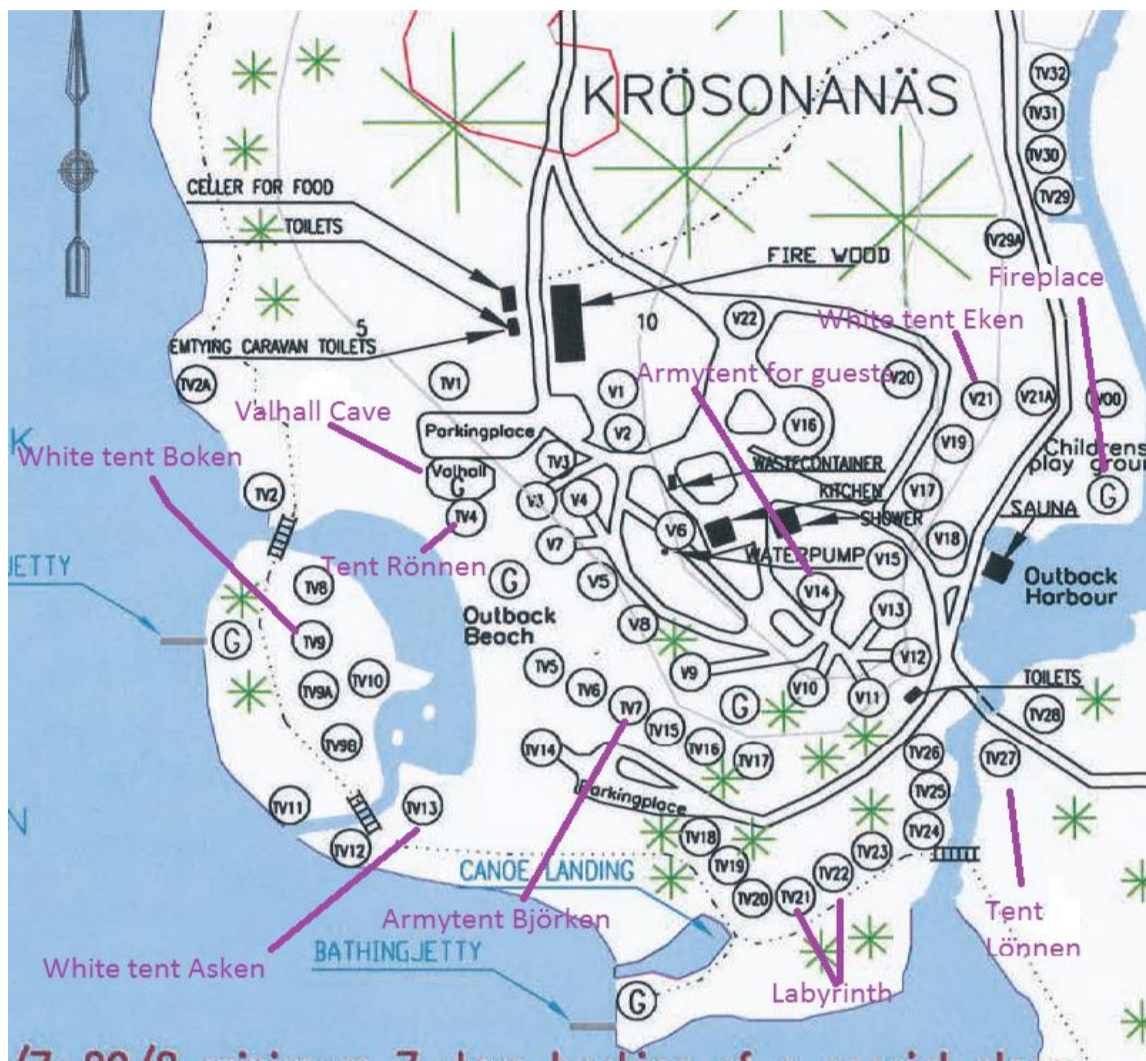 KRÖSONANÄS
TV32
TV31
TV30
TV29
TV29A
CELLER FOR FOOD
TOILETS
FIRE WOOD
Fireplace
5
10
V22
White tent Eken
EMTYING CARAVAN TOILETS
TV2A
TV1
V1
Armytent for guests
V20
V21
V21A
TV00
Valhall Cave
Parkingplace
V2
V16
V19
Childrens
play
White tent Boken
K
TV3
Valhall
G
WASTECONTAINER
TV2
V3
V4
KITCHEN
V17
G
TV4
V6
SHOWER
SAUNA
Tent Rönnen
V7
WATERPUMP
V15
V18
JETTY
TV8
G
V5
V14
Outback
Harbour
Outback
Beach
V8
V13
G
TV9
V12
TV5
V9
TV9A
TV10
TV6
V10
V11
TOILETS
TV7
G
TV28
TV15
TV9B
TV14
TV16
TV17
TV26
TV27
Parkingplace
TV25
N
TV11
TV13
TV24
TV12
TV18
TV23
TV19
TV22
CANOE LANDING
TV20
TV21
Armytent Björken
Tent
Lönnen
BATHINGJETTY
White tent Asken
Labyrinth
G